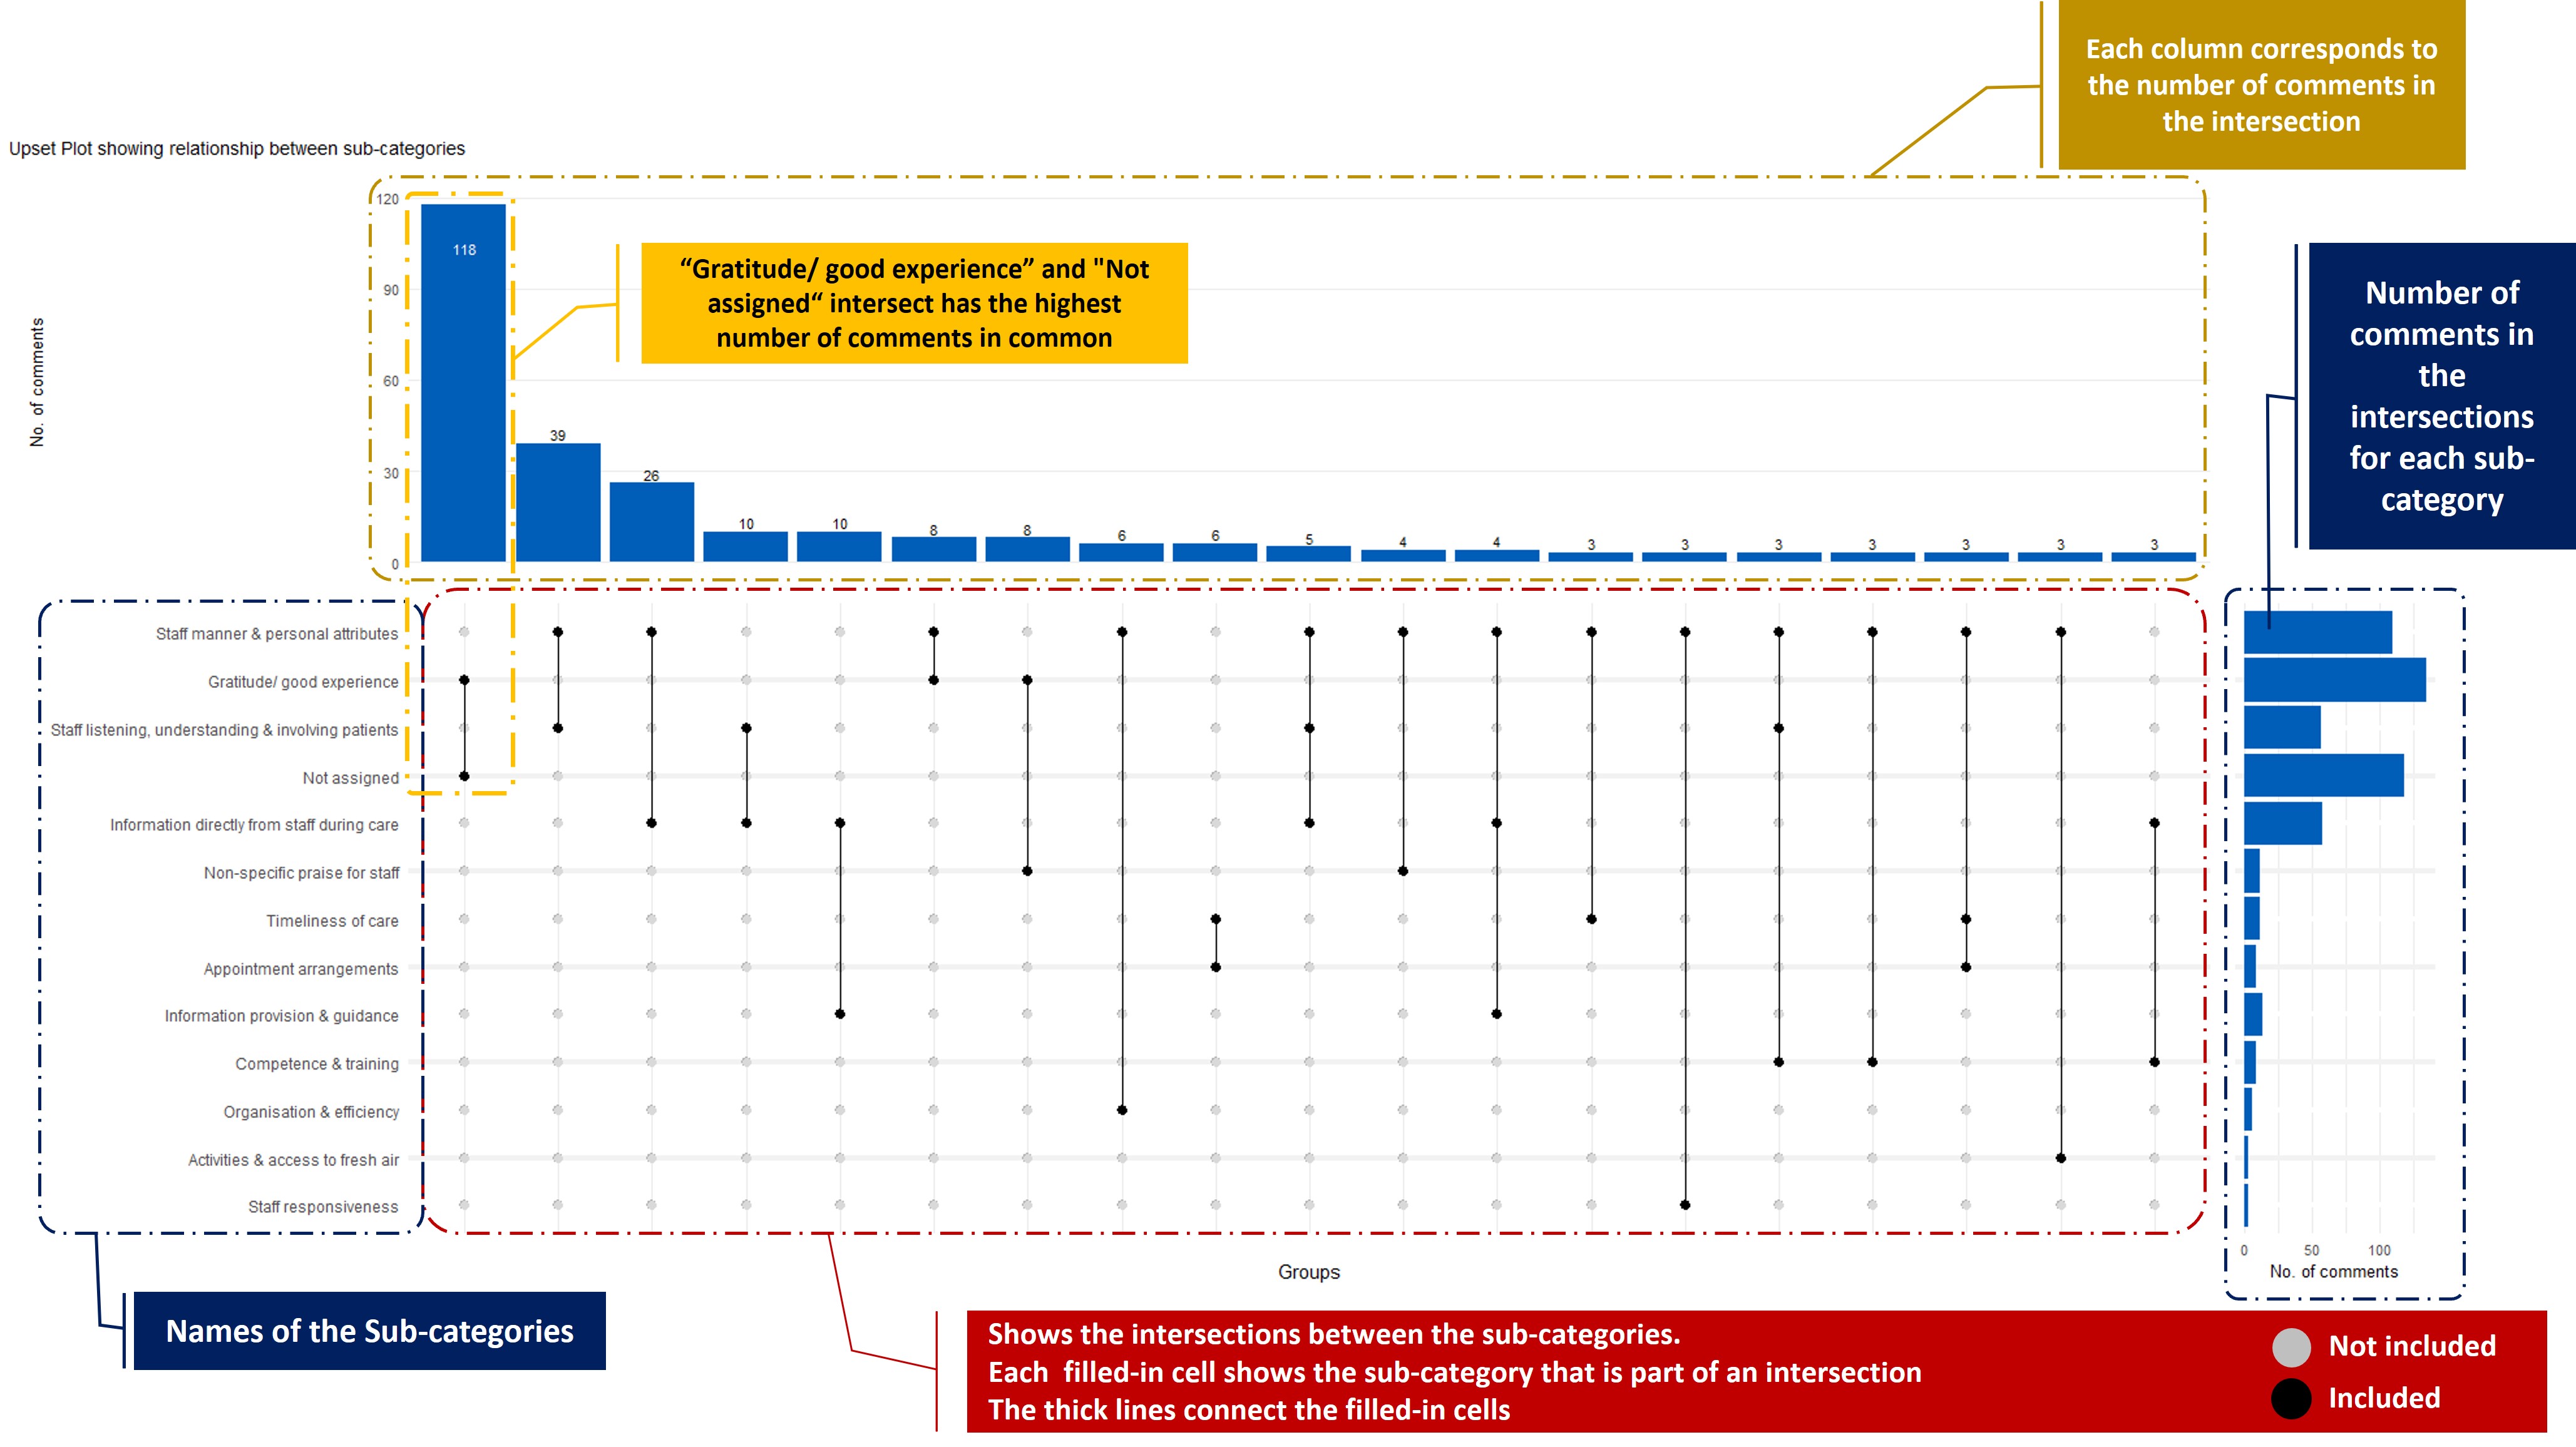 Each column corresponds to
the number of comments in
the intersection
Upset Plot showing relationship between sub-categories
120
90
60
30
0
No. of comments
118
39
26
10
10
8
8
6
6
5
4
4
3
3
3
3
3
3
3
“Gratitude/ good experience” and "Not
assigned“ intersect has the highest
number of comments in common
Number of
comments in
the
intersections
for each sub-
category
Staff manner & personal attributes
Gratitude/ good experience
Staff listening, understanding & involving patients
Not assigned
Information directly from staff during care
Non-specific praise for staff
Timeliness of care
Appointment arrangements
Information provision & guidance
Competence & training
Organisation & efficiency
Activities & access to fresh air
Staff responsiveness
0 50 100
No. of comments
Groups
Names of the Sub-categories
Shows the intersections between the sub-categories.
Each  filled-in cell shows the sub-category that is part of an intersection
The thick lines connect the filled-in cells
Not included
Included